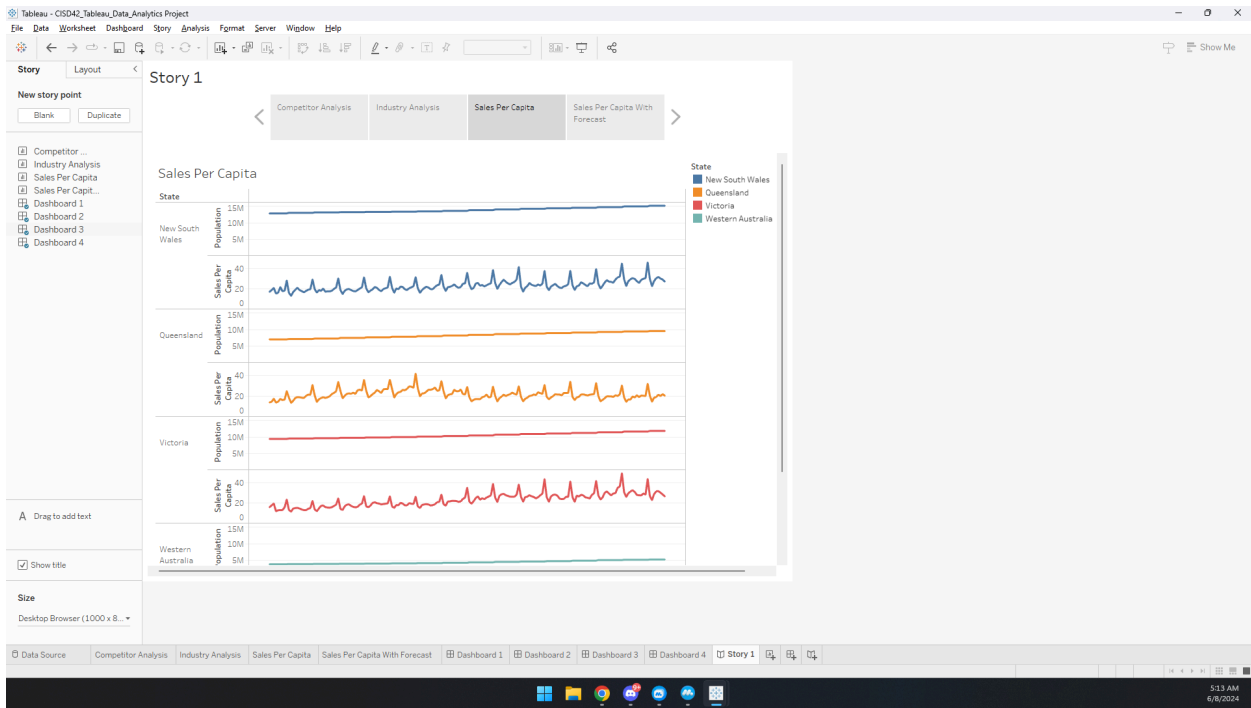 Tableau - CISD42_Tableau_Data_Analytics Project
File Data Worksheet Dashboard Story Analysis Format Server Window Help
Show Me
Story Layout
New story point
Blank Duplicate
Competitor ...
Industry Analysis
Sales Per Capita
Sales Per Capit...
Dashboard 1
Dashboard 2
Dashboard 3
Dashboard 4
A Drag to add text
Show title
Size
Desktop Browser (1000 x 8...
Story 1
Competitor Analysis
Industry Analysis
Sales Per Capita
Sales Per Capita With
Forecast
Sales Per Capita
State
New South
Wales
Population
15M
10M
5M
Sales Per
Capita
40
20
0
Queensland
Population
15M
10M
5M
Sales Per
Capita
40
20
0
Victoria
Population
15M
10M
5M
Sales Per
Capita
40
20
0
Western
Australia
Population
15M
10M
5M
State
New South Wales
Queensland
Victoria
Western Australia
Data Source Competitor Analysis Industry Analysis Sales Per Capita Sales Per Capita With Forecast Dashboard 1 Dashboard 2 Dashboard 3 Dashboard 4 Story 1
5:13 AM
6/8/2024